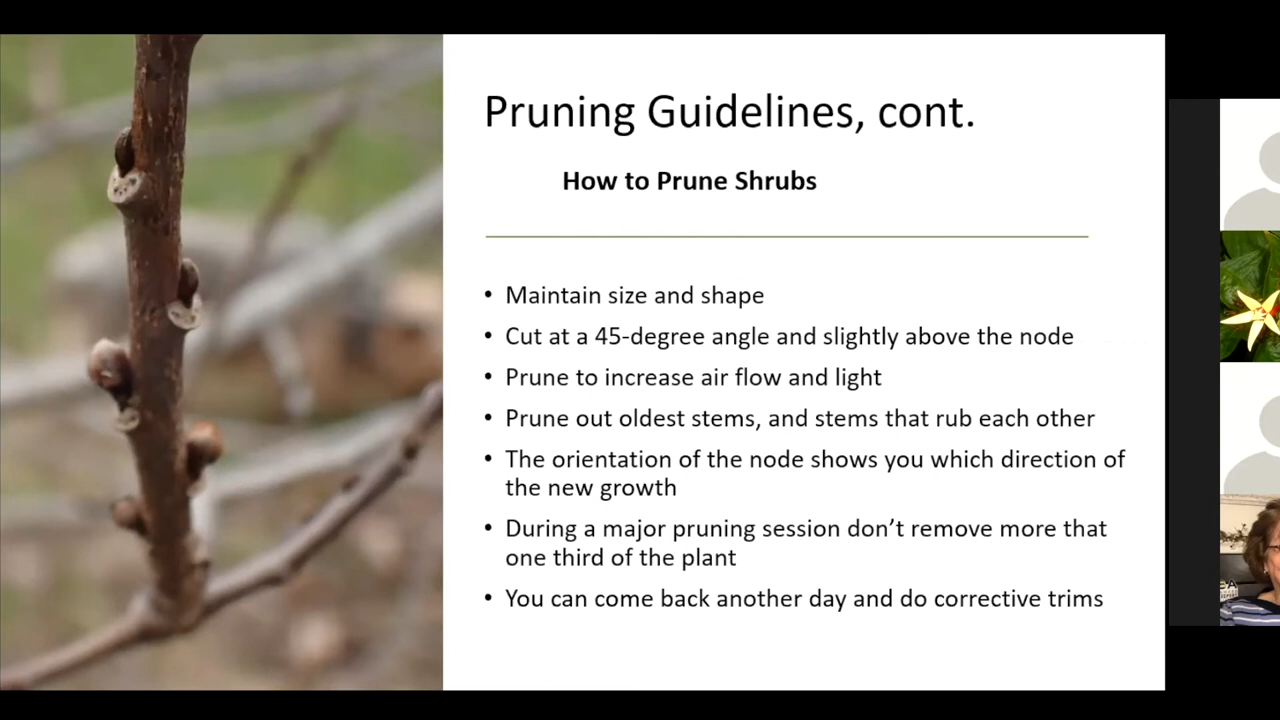 Pruning Guidelines, cont.
How to Prune Shrubs
• Maintain size and shape
• Cut at a 45-degree angle and slightly above the node
• Prune to increase air flow and light
• Prune out oldest stems, and stems that rub each other
• The orientation of the node shows you which direction of
the new growth
• During a major pruning session don’t remove more that
one third of the plant
• You can come back another day and do corrective trims